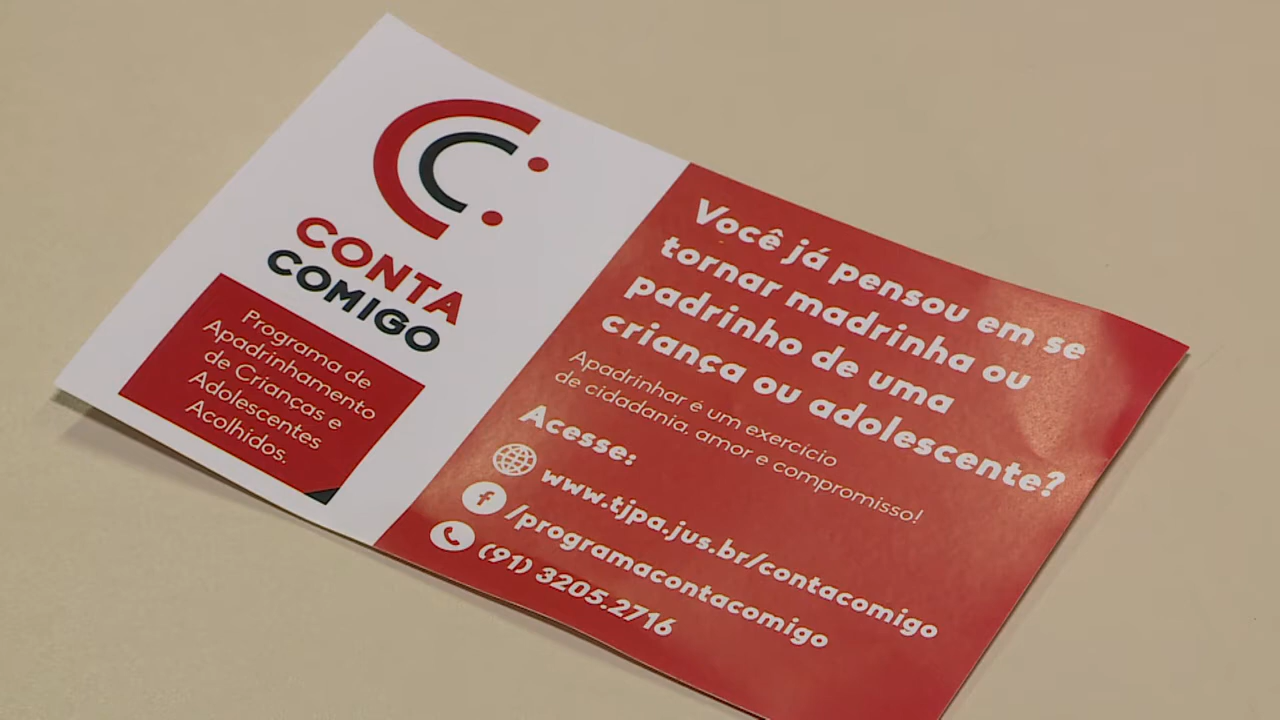 CONTA
COMIGO
Programa de
Apadrinhamento
de Crianças e
Adolescentes
Acolhidos.
Você já pensou em se
tornar madrinha ou
padrinho de uma
criança ou adolescente?
Apadrinhar é um exercício
de cidadania, amor e compromisso!
Acesse:
www.tjpa.jus.br/contacomigo
/programacontacomigo
(91) 3205.2716